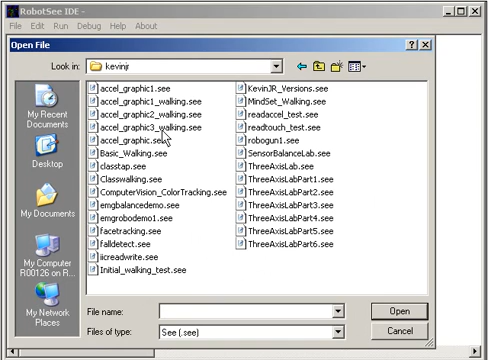 RobotSee IDE -
File Edit Run Debug Help About
Open File
Look in: kevinjr
My Recent
Documents
Desktop
My Documents
My Computer
R00126 on R...
My Network
Places
accel_graphic1.see
accel_graphic1_walking.see
accel_graphic2_walking.see
accel_graphic3_walking.see
accel_graphic.see
Basic_Walking.see
classtap.see
Classwalking.see
ComputerVision_ColorTracking.see
emgbalancedemo.see
emgrobodemo1.see
facetracking.see
falldetect.see
iicreadwrite.see
Initial_walking_test.see
KevinJR_Versions.see
MindSet_Walking.see
readaccel_test.see
readtouch_test.see
robogun1.see
SensorBalanceLab.see
ThreeAxisLab.see
ThreeAxisLabPart1.see
ThreeAxisLabPart2.see
ThreeAxisLabPart3.see
ThreeAxisLabPart4.see
ThreeAxisLabPart5.see
ThreeAxisLabPart6.see
File name:
Open
Files of type: See (.see)
Cancel